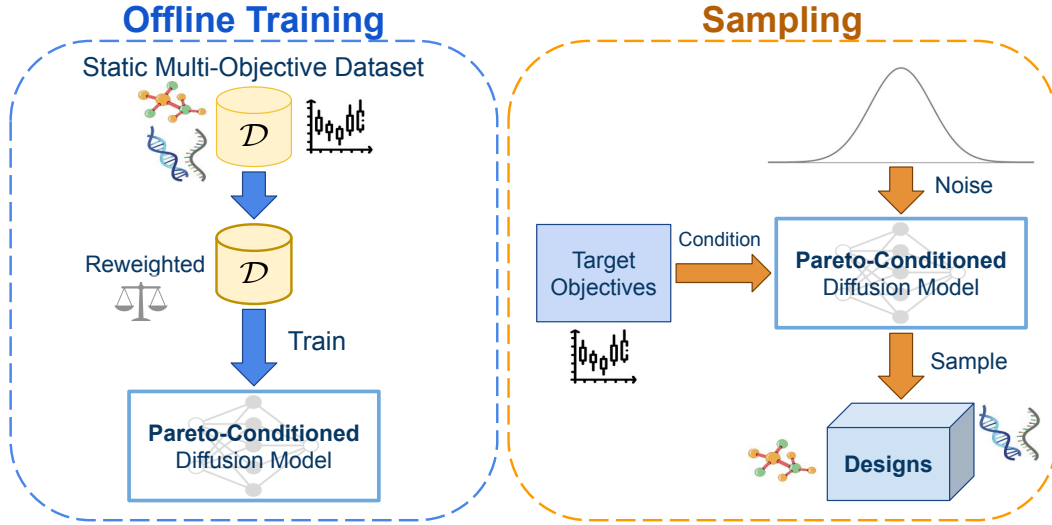 Offline Training
Static Multi-Objective Dataset
𝒟
Reweighted
𝒟
Train
Pareto-Conditioned
Diffusion Model
Sampling
Noise
Condition
Target
Objectives
Pareto-Conditioned
Diffusion Model
Sample
Designs